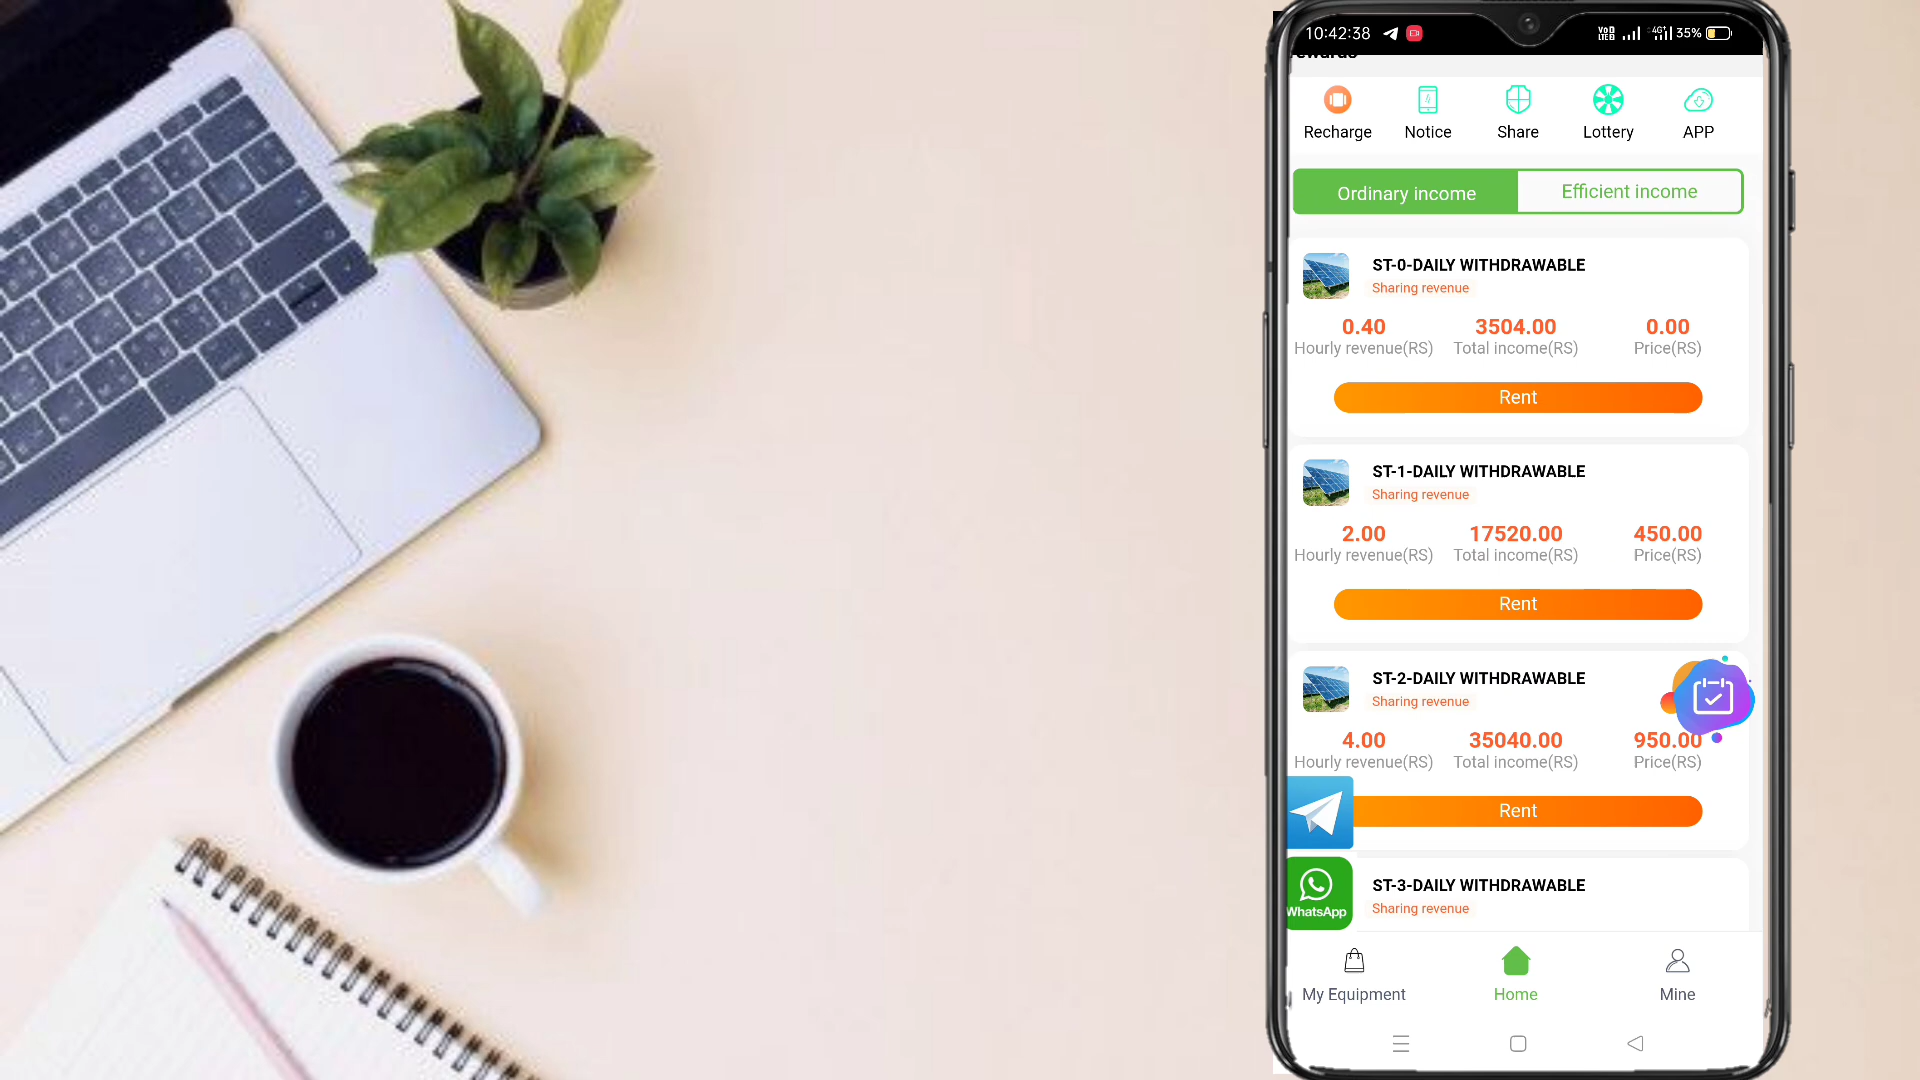 10:42:38
35%
Recharge Notice Share Lottery APP
Ordinary income Efficient income
ST-0-DAILY WITHDRAWABLE
Sharing revenue
0.40 3504.00 0.00
Hourly revenue(RS) Total income(RS) Price(RS)
Rent
ST-1-DAILY WITHDRAWABLE
Sharing revenue
2.00 17520.00 450.00
Hourly revenue(RS) Total income(RS) Price(RS)
Rent
ST-2-DAILY WITHDRAWABLE
Sharing revenue
4.00 35040.00 950.00
Hourly revenue(RS) Total income(RS) Price(RS)
Rent
ST-3-DAILY WITHDRAWABLE
Sharing revenue
WhatsApp
My Equipment Home Mine